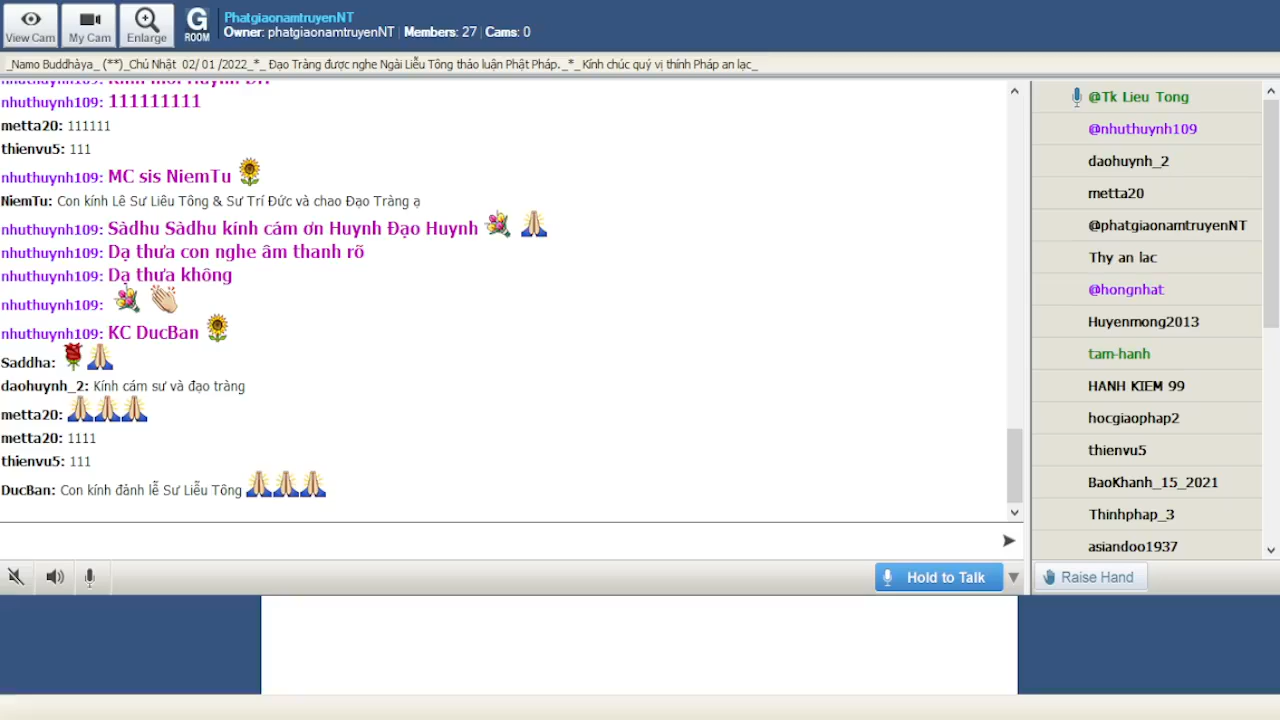 View Cam
My Cam
Enlarge
G
ROOM
PhatgiaonamtruyenNT
Owner: phatgiaonamtruyenNT | Members: 27 | Cams: 0
_Namo Buddhàya_ (**)_Chủ Nhật 02/ 01 /2022_*_ Đạo Tràng được nghe Ngài Liễu Tông thảo luận Phật Pháp._*_Kính chúc quý vị thính Pháp an lạc_
nhuthuynh109: 111111111
metta20: 111111
thienvu5: 111
nhuthuynh109: MC sis NiemTu
NiemTu: Con kính Lê Sư Liêu Tông & Sư Trí Đức và chao Đạo Tràng ạ
nhuthuynh109: Sàdhu Sàdhu kính cám ơn Huynh Đạo Huynh
nhuthuynh109: Dạ thưa con nghe âm thanh rõ
nhuthuynh109: Dạ thưa không
nhuthuynh109:
nhuthuynh109: KC DucBan
Saddha:
daohuynh_2: Kính cám sư và đạo tràng
metta20:
metta20: 1111
thienvu5: 111
DucBan: Con kính đảnh lễ Sư Liễu Tông
Hold to Talk
@Tk Lieu Tong
@nhuthuynh109
daohuynh_2
metta20
@phatgiaonamtruyenNT
Thy an lac
@hongnhat
Huyenmong2013
tam-hanh
HANH KIEM 99
hocgiaophap2
thienvu5
BaoKhanh_15_2021
Thinhphap_3
asiandoo1937
Raise Hand